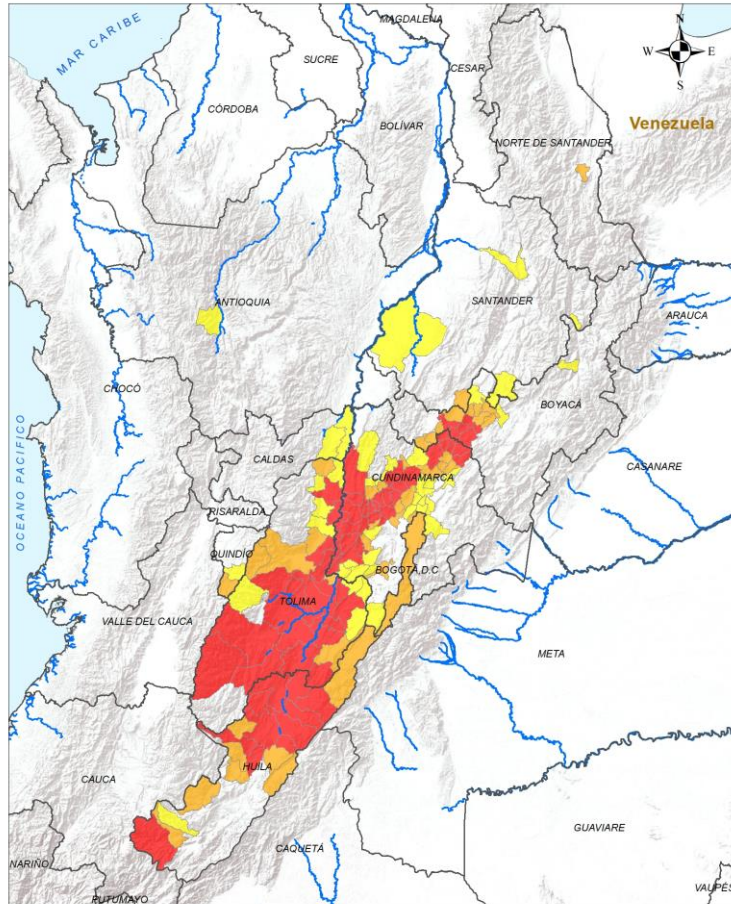 MAGDALENA
N
W E
S
MAR CARIBE
SUCRE
CESAR
CÓRDOBA
BOLÍVAR
Venezuela
NORTE DE SANTANDER
ANTIOQUIA
SANTANDER
ARAUCA
CHOCÓ
BOYACÁ
OCEANO PACIFICO
CALDAS
CUNDINAMARCA
CASANARE
RISARALDA
QUINDÍO
BOGOTÁ, D.C
TOLIMA
VALLE DEL CAUCA
META
HUILA
CAUCA
GUAVIARE
CAQUETÁ
NARIÑO
PUTUMAYO
VAUPÉS